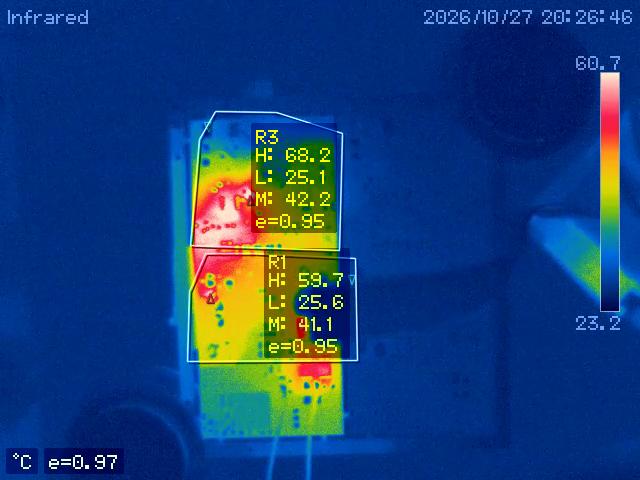 Infrared
2026/10/27 20:26:46
60.7
R3
H: 68.2
L: 25.1
M: 42.2
e=0.95
R1
H: 59.7
L: 25.6
M: 41.1
e=0.95
23.2
°C e=0.97